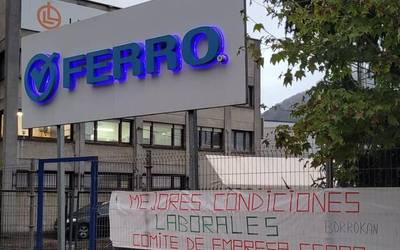 FERRO
MEJORES CONDICIONES
LABORALES
BORROKAN
COMITE DE EMPRESA